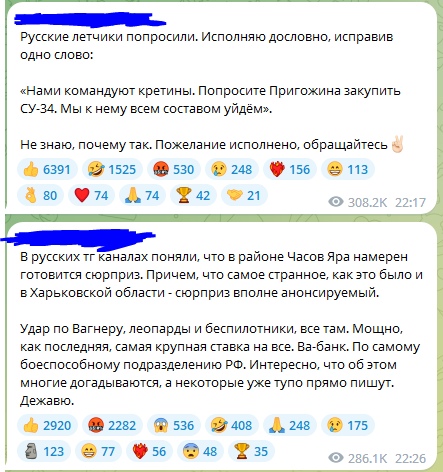 Русские летчики попросили. Исполняю дословно, исправив
одно слово:
«Нами командуют кретины. Попросите Пригожина закупить
СУ-34. Мы к нему всем составом уйдём».
Не знаю, почему так. Пожелание исполнено, обращайтесь✌🏻
👍 6391 🤣 1525 🤬 530 😢 248 ❤️‍🔥 156 😁 113
👌 80 ❤️ 74 🙏 74 🏆 42 🤝 21
308.2K 22:17
В русских тг каналах поняли, что в районе Часов Яра намерен
готовится сюрприз. Причем, что самое странное, как это было и
в Харьковской области - сюрприз вполне анонсируемый.
Удар по Вагнеру, леопарды и беспилотники, все там. Мощно,
как последняя, самая крупная ставка на все. Ва-банк. По самому
боеспособному подразделению РФ. Интересно, что об этом
многие догадываются, а некоторые уже тупо прямо пишут.
Дежавю.
👍 2920 🤬 2282 😱 536 🤣 408 🙏 248 😢 175
🗿 123 😁 77 ❤️‍🔥 56 😨 48 🏆 35
286.1K 22:26